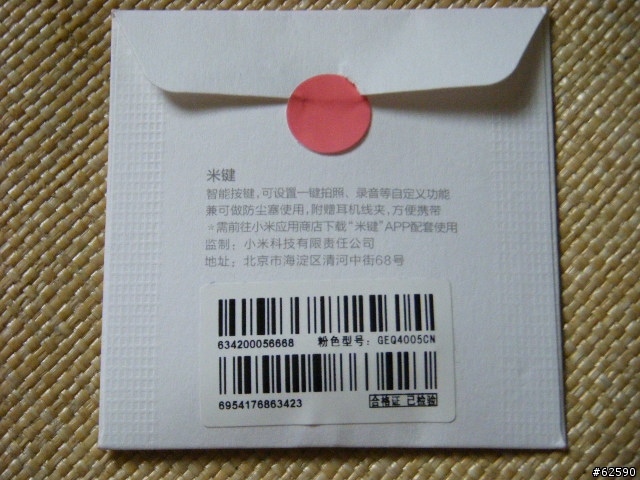 米键
智能按键,可设置一键拍照、录音等自定义功能
兼可做防尘塞使用,附赠耳机线夹,方便携带
*需前往小米应用商店下载“米键”APP配套使用
监制: 小米科技有限责任公司
地址: 北京市海淀区清河中街68号
634200056668 粉色型号: GEQ4005CN
6954176863423 合格证 已检验
#62590